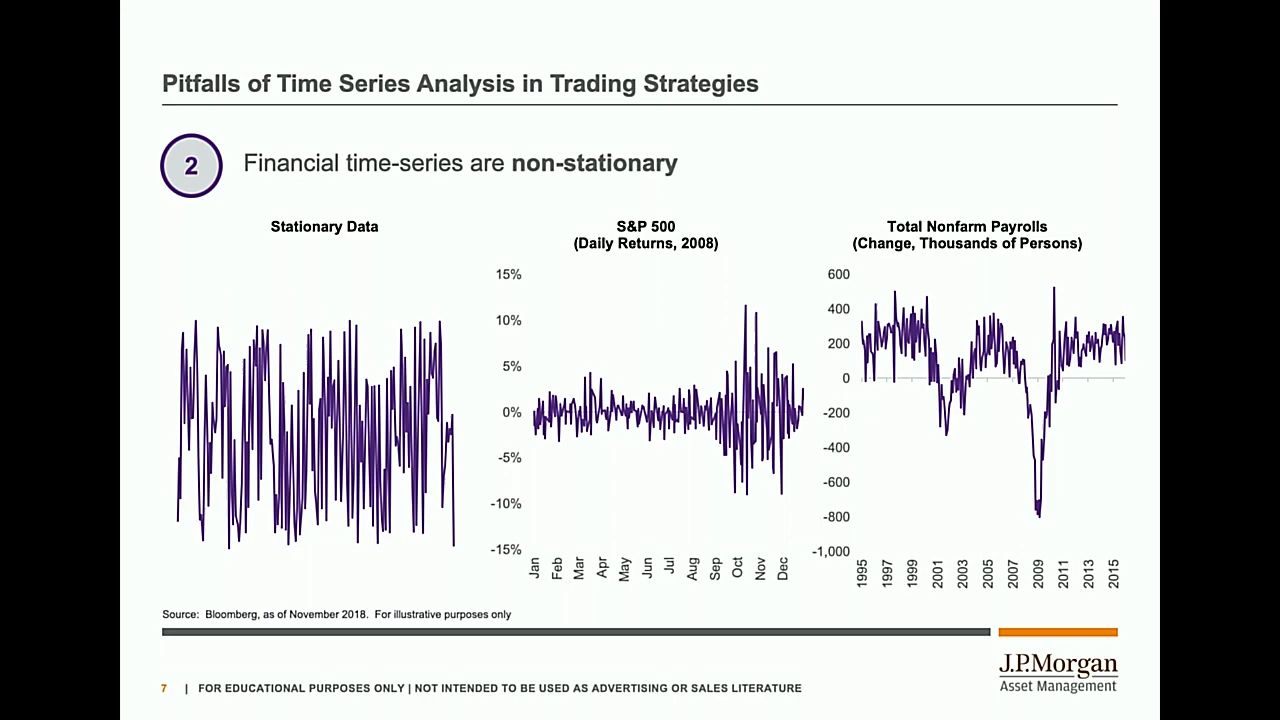 Pitfalls of Time Series Analysis in Trading Strategies
2
Financial time-series are non-stationary
Stationary Data
S&P 500
(Daily Returns, 2008)
15%
10%
5%
0%
-5%
-10%
-15%
Jan
Feb
Mar
Apr
May
Jun
Jul
Aug
Sep
Oct
Nov
Dec
Total Nonfarm Payrolls
(Change, Thousands of Persons)
600
400
200
0
-200
-400
-600
-800
-1,000
1995
1997
1999
2001
2003
2005
2007
2009
2011
2013
2015
Source: Bloomberg, as of November 2018. For illustrative purposes only
J.P.Morgan
Asset Management
7 | FOR EDUCATIONAL PURPOSES ONLY | NOT INTENDED TO BE USED AS ADVERTISING OR SALES LITERATURE